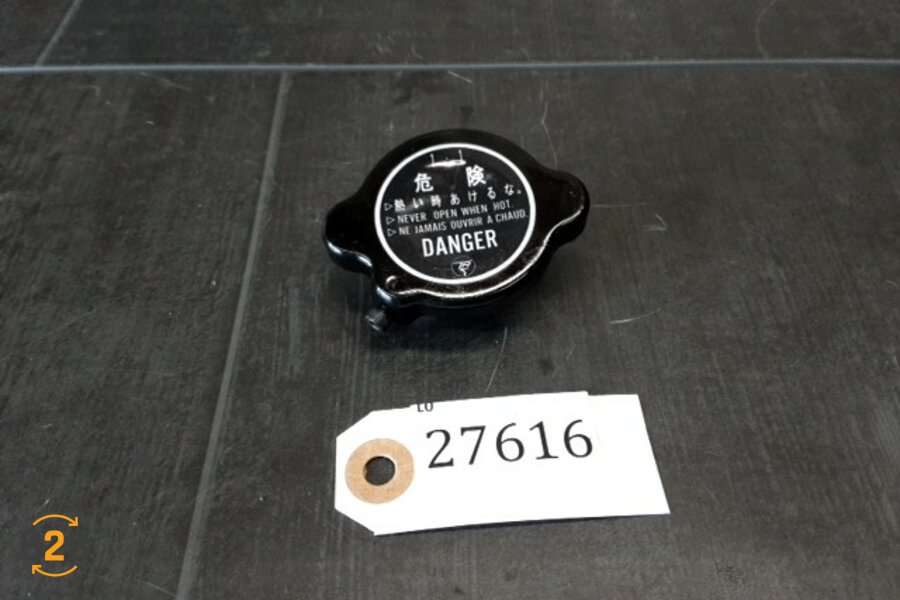 危 険
▷熱い時あけるな。
▷NEVER OPEN WHEN HOT.
▷NE JAMAIS OUVRIR A CHAUD.
DANGER
LO
27616
2